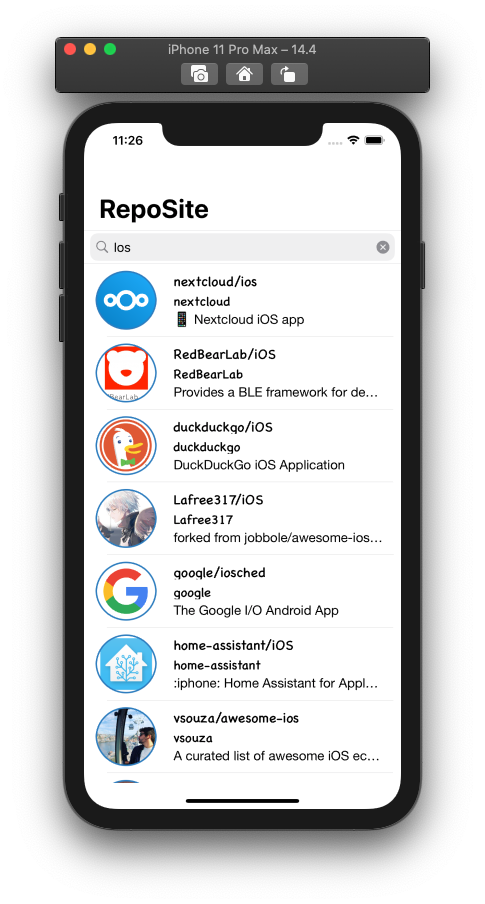 iPhone 11 Pro Max – 14.4
11:26
RepoSite
Ios
nextcloud/ios
nextcloud
📱 Nextcloud iOS app
RedBearLab/iOS
RedBearLab
Provides a BLE framework for de...
BearLab
duckduckgo/iOS
duckduckgo
DuckDuckGo iOS Application
Lafree317/iOS
Lafree317
forked from jobbole/awesome-ios...
google/iosched
google
The Google I/O Android App
home-assistant/iOS
home-assistant
:iphone: Home Assistant for Appl...
vsouza/awesome-ios
vsouza
A curated list of awesome iOS ec...